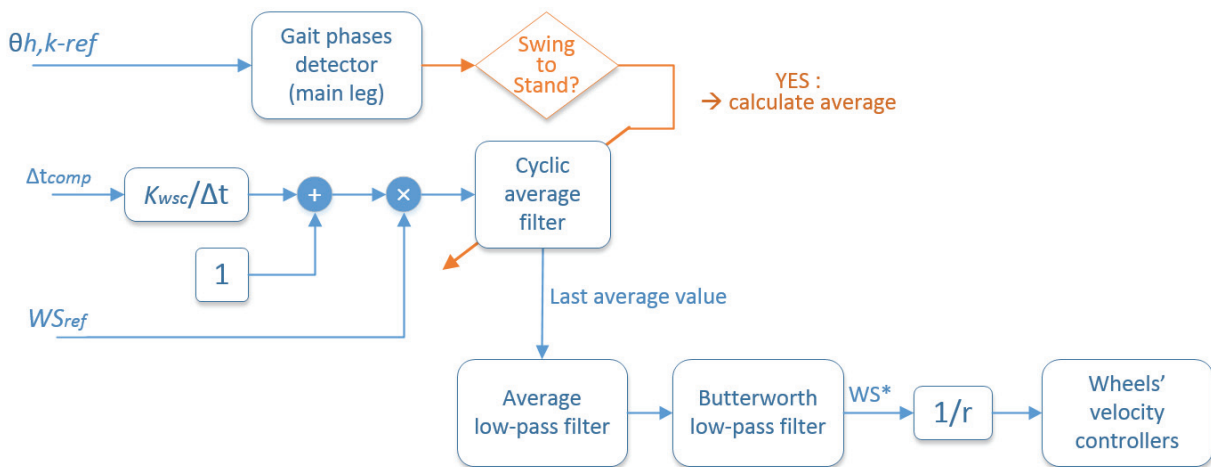 θh,k-ref
Gait phases
detector
(main leg)
Swing
to
Stand?
YES :
→ calculate average
Δtcomp
Kwsc/Δt
+
×
Cyclic
average
filter
1
WSref
Last average value
Average
low-pass filter
Butterworth
low-pass filter
WS*
1/r
Wheels’
velocity
controllers